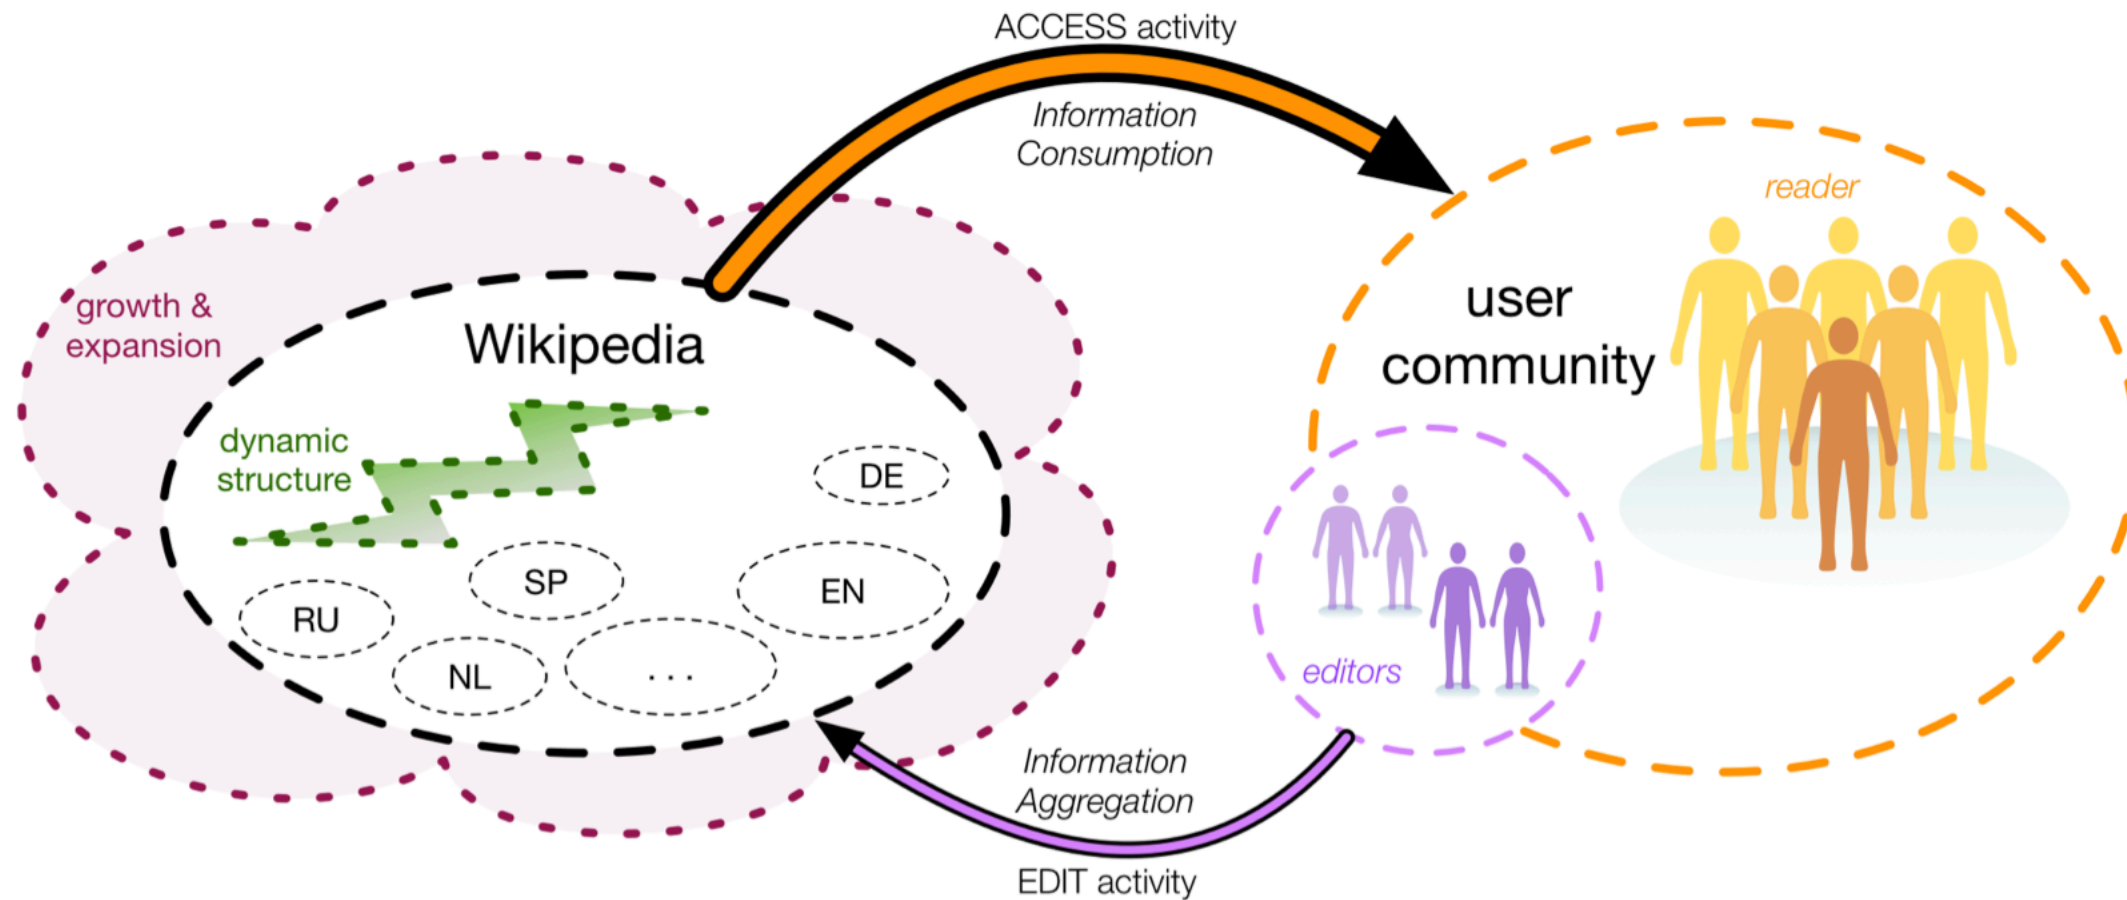 ACCESS activity
Information
Consumption
reader
growth &
expansion
Wikipedia
user
community
dynamic
structure
DE
SP
EN
RU
NL
...
editors
Information
Aggregation
EDIT activity